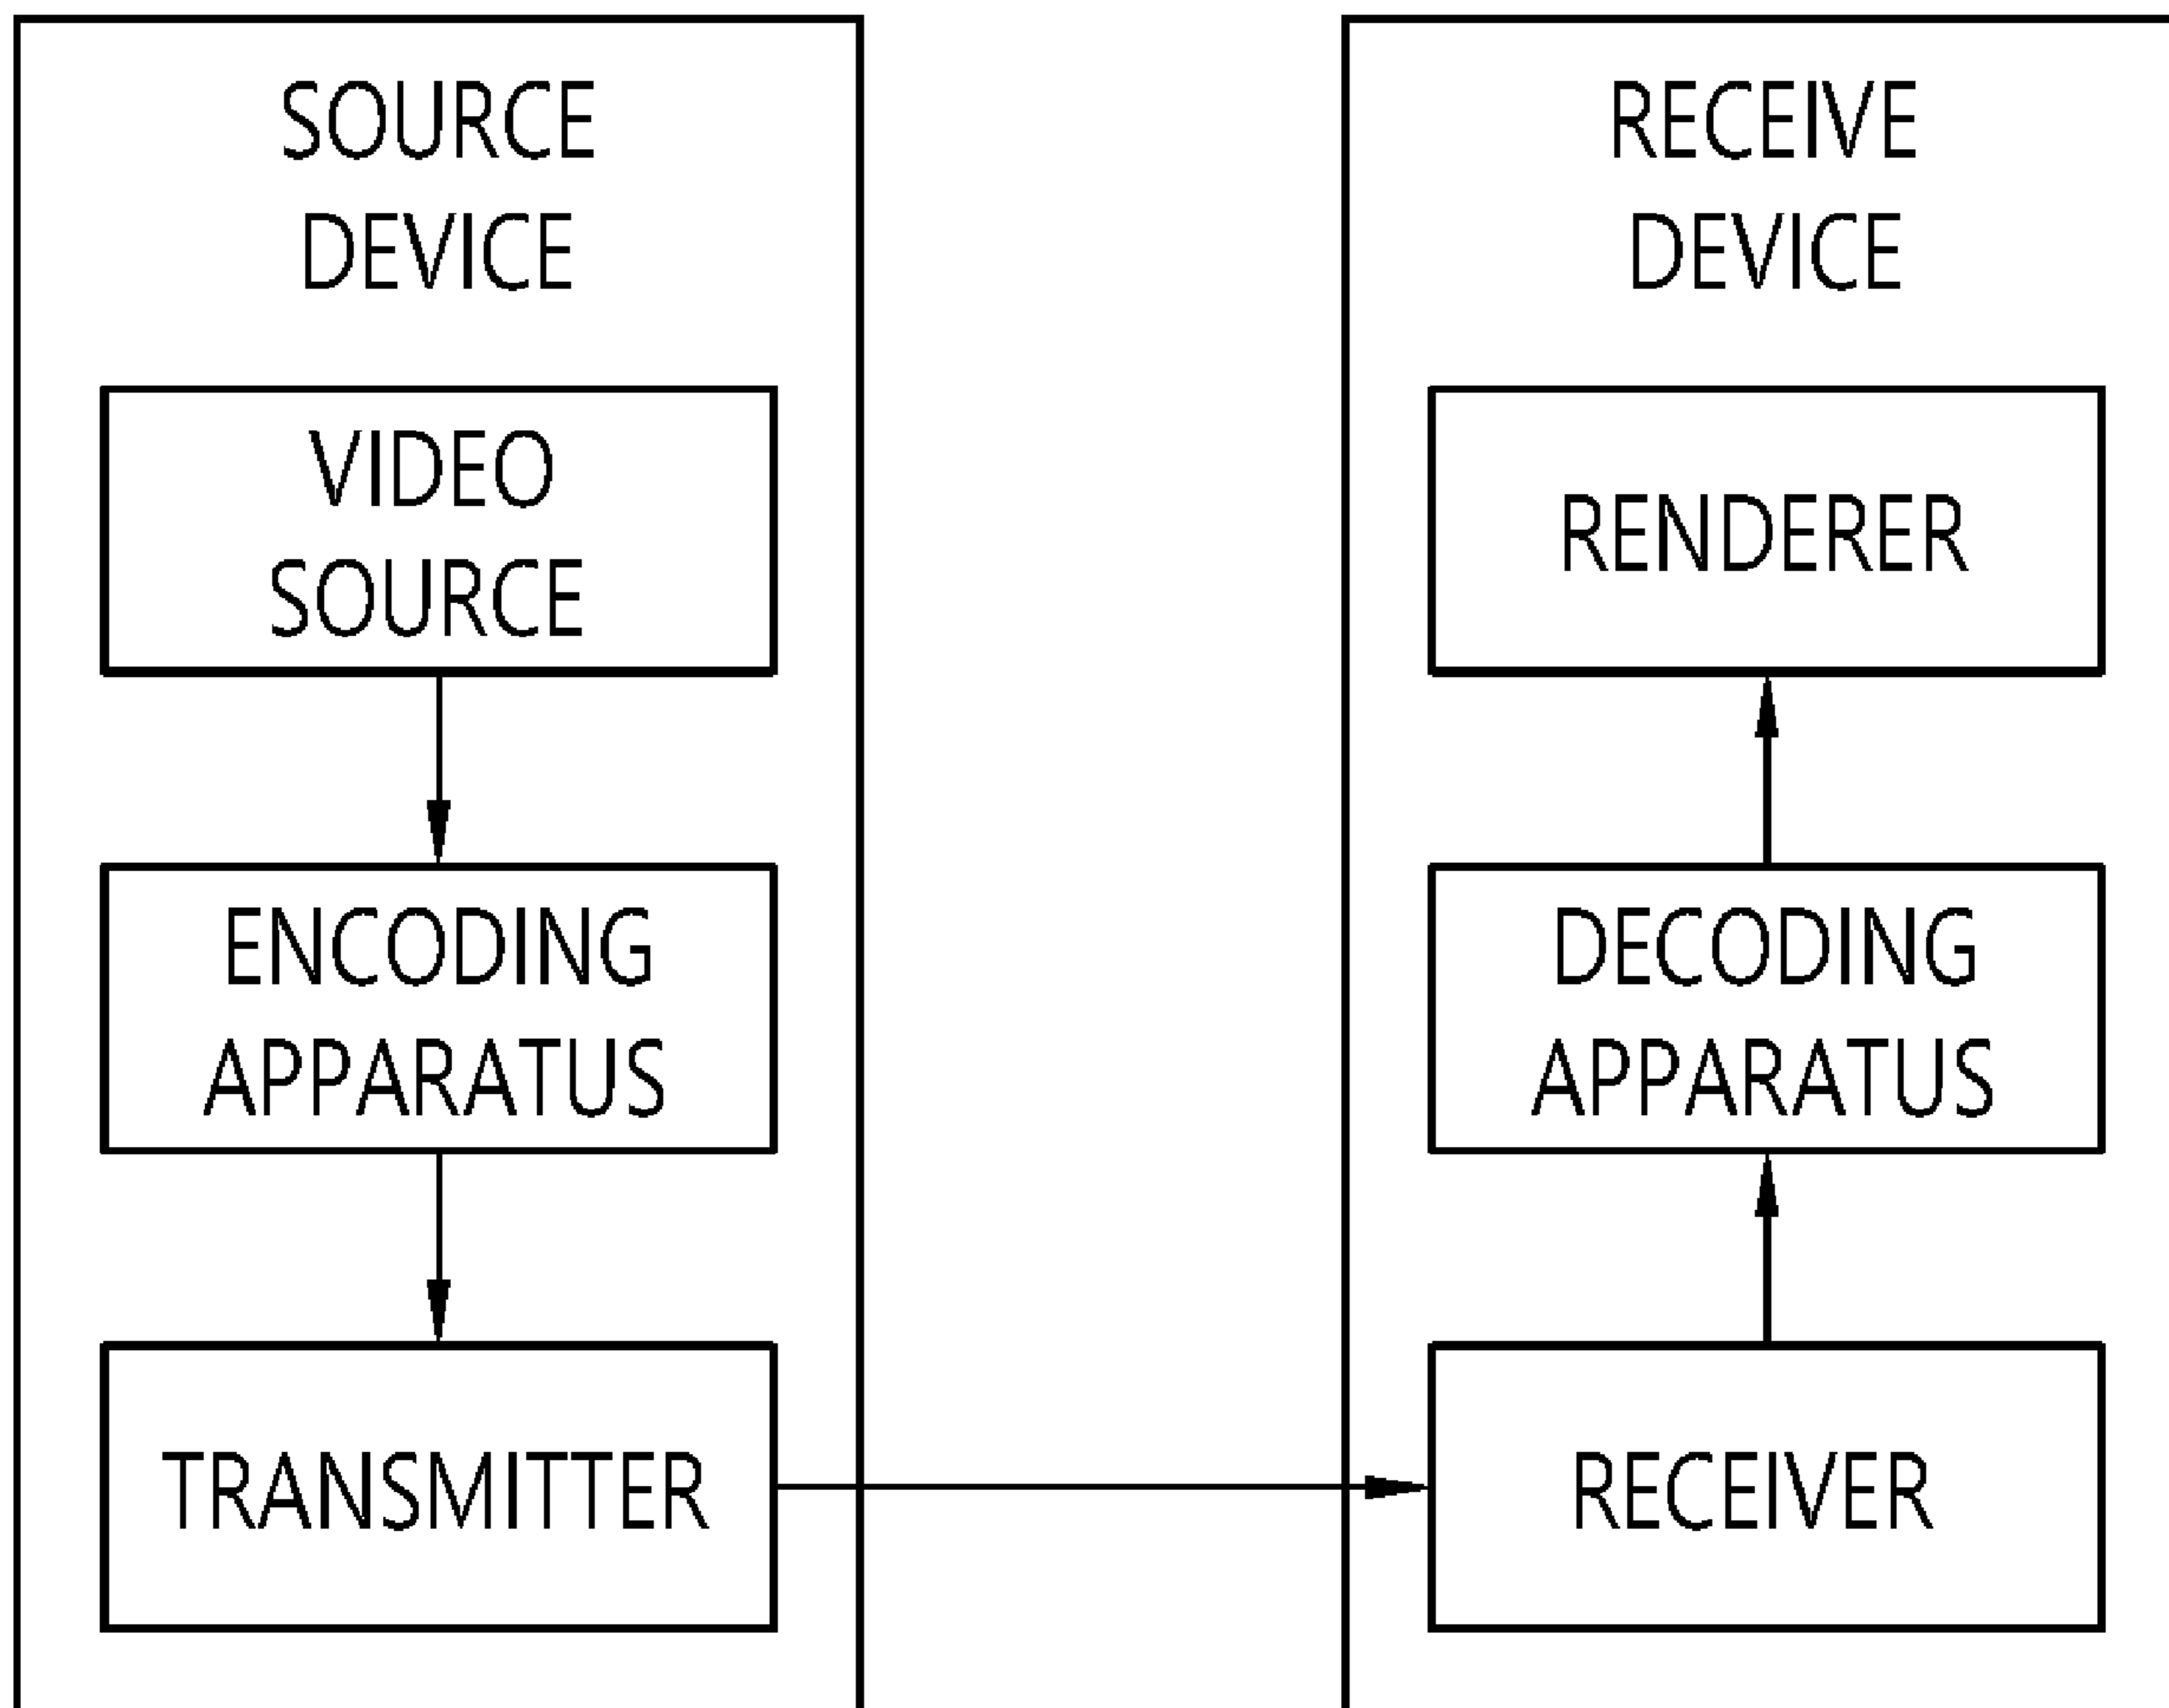 SOURCE
DEVICE
VIDEO
SOURCE
ENCODING
APPARATUS
TRANSMITTER
RECEIVE
DEVICE
RENDERER
DECODING
APPARATUS
RECEIVER